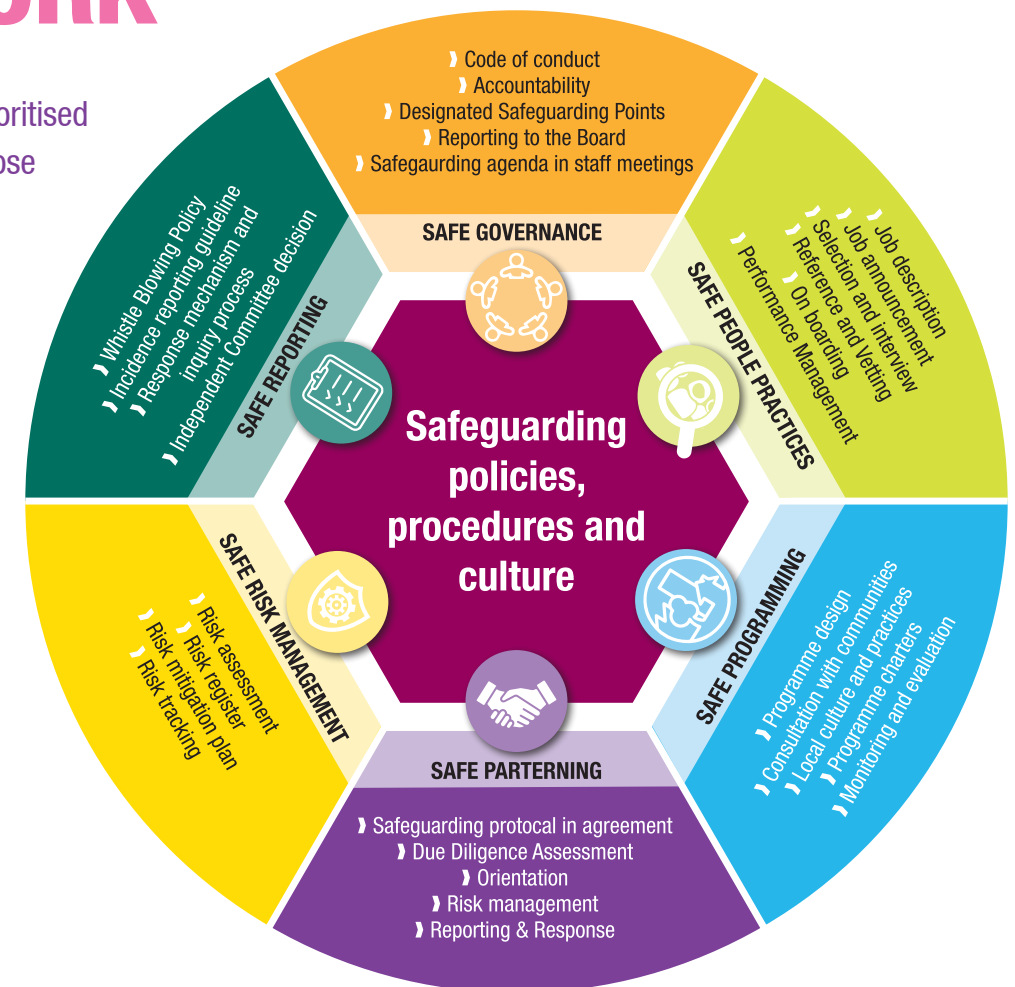 ORK
oritised
ose
Code of conduct
Accountability
Designated Safeguarding Points
Reporting to the Board
Safegaurding agenda in staff meetings
SAFE GOVERNANCE
Job description
Job announcement
Selection and interview
Reference and Vetting
On boarding
Performance Management
SAFE PEOPLE PRACTICES
Programme design
Consultation with communities
Local culture and practices
Programme charters
Monitoring and evaluation
SAFE PROGRAMMING
SAFE PARTERNING
Safeguarding protocal in agreement
Due Diligence Assessment
Orientation
Risk management
Reporting & Response
SAFE RISK MANAGEMENT
Risk assessment
Risk register
Risk mitigation plan
Risk tracking
Whistle Blowing Policy
Incidence reporting guideline
Response mechanism and
inquiry process
Independent Committee decision
SAFE REPORTING
Safeguarding
policies,
procedures and
culture